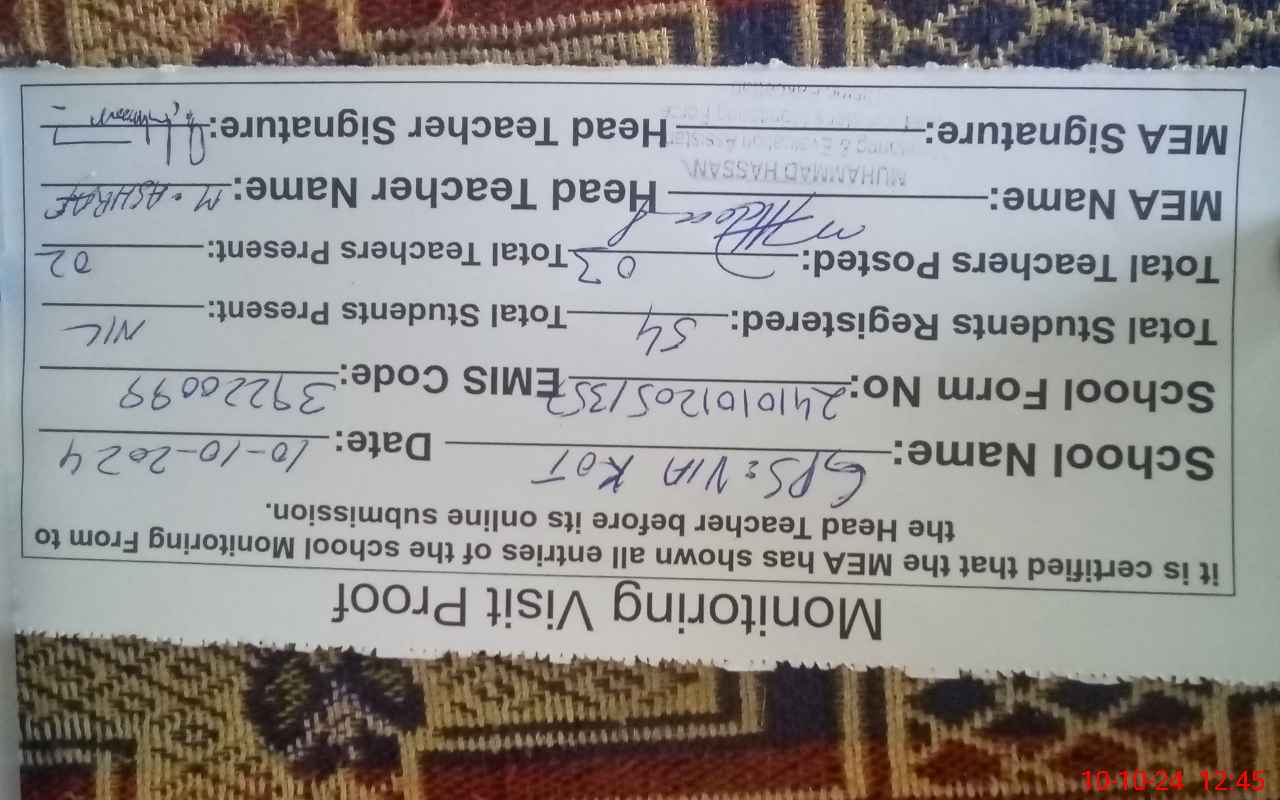 Monitoring Visit Proof
it is certified that the MEA has shown all entries of the school Monitoring From to
the Head Teacher before its online submission.
School Name: GPS: NIA KOT Date: 10-10-2024
School Form No: 2410101205/357 EMIS Code: 39220099
Total Students Registered: 54 Total Students Present: NIL
Total Teachers Posted: 03 Total Teachers Present: 02
MEA Name: Head Teacher Name: M. ASHRAF
MUHAMMAD HASSAN
MEA Signature: Head Teacher Signature:
10-10-24 12:45